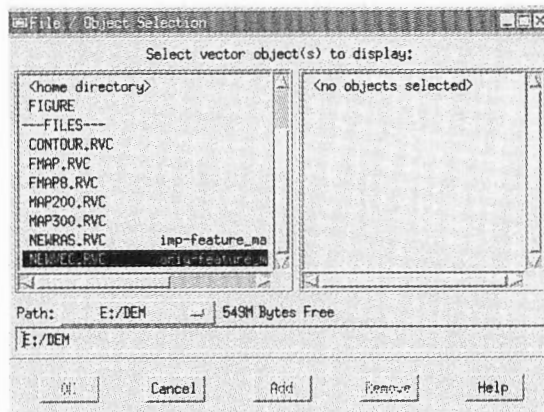 File / Object Selection
Select vector object(s) to display:
<home directory>
FIGURE
---FILES---
CONTOUR.RVC
FMAP.RVC
FMAP8.RVC
MAP200.RVC
MAP300.RVC
NEWRAS.RVC imp-feature_ma
NEWVEC.RVC
<no objects selected>
Path: E:/DEM 549M Bytes Free
E:/DEM
OK Cancel Add Remove Help